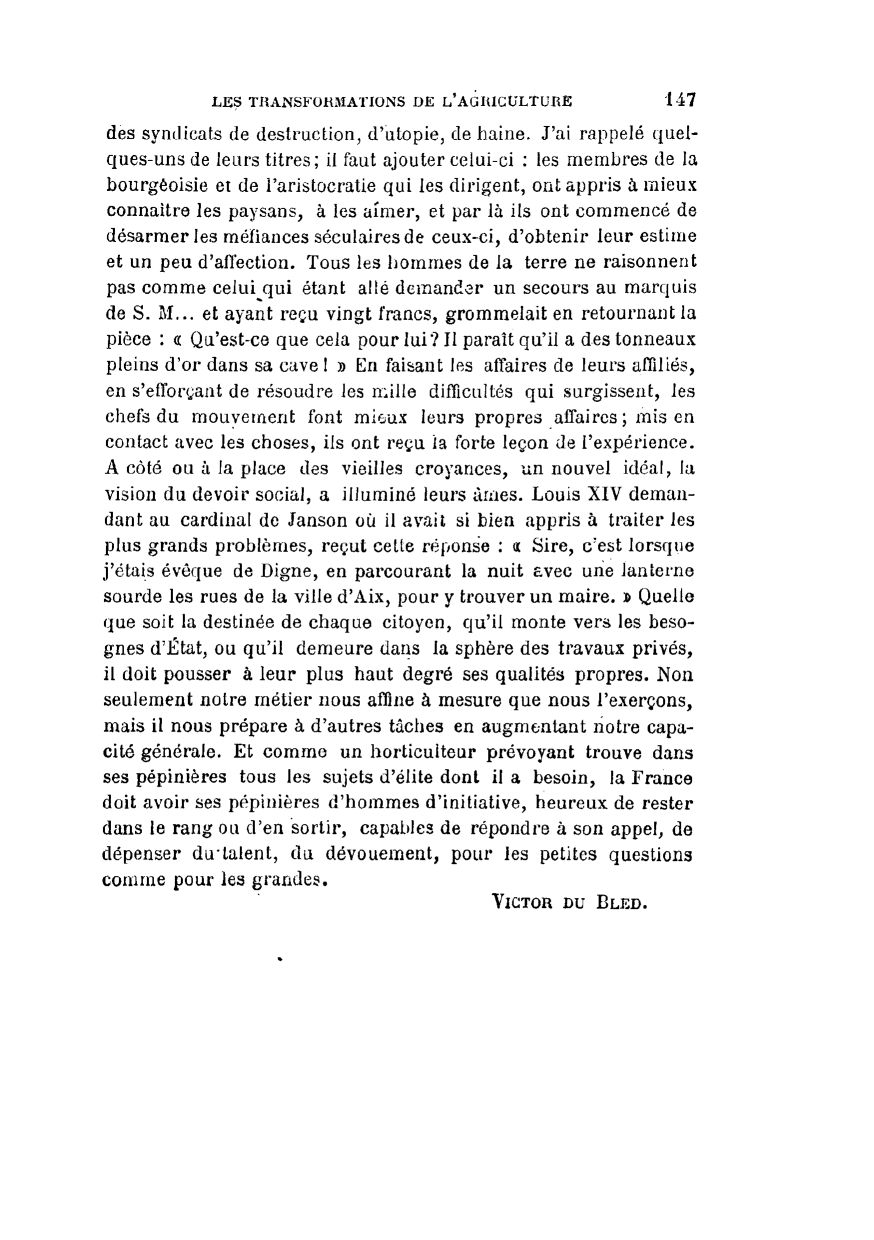 LES TRANSFORMATIONS DE L'AGRICULTURE 147
des syndicats de destruction, d'utopie, de haine. J'ai rappelé quel-
ques-uns de leurs titres; il faut ajouter celui-ci : les membres de la
bourgeoisie et de l'aristocratie qui les dirigent, ont appris à mieux
connaitre les paysans, à les aimer, et par là ils ont commencé de
désarmer les méfiances séculaires de ceux-ci, d'obtenir leur estime
et un peu d'affection. Tous les hommes de la terre ne raisonnent
pas comme celui qui étant allé demander un secours au marquis
de S. M... et ayant reçu vingt francs, grommelait en retournant la
pièce : « Qu'est-ce que cela pour lui? Il paraît qu'il a des tonneaux
pleins d'or dans sa cave! » En faisant les affaires de leurs affiliés,
en s'efforçant de résoudre les mille difficultés qui surgissent, les
chefs du mouvement font mieux leurs propres affaires; mis en
contact avec les choses, ils ont reçu la forte leçon de l'expérience.
A côté ou à la place des vieilles croyances, un nouvel idéal, la
vision du devoir social, a illuminé leurs âmes. Louis XIV deman-
dant au cardinal de Janson où il avait si bien appris à traiter les
plus grands problèmes, reçut cette réponse : « Sire, c'est lorsque
j'étais évêque de Digne, en parcourant la nuit avec une lanterne
sourde les rues de la ville d'Aix, pour y trouver un maire. » Quelle
que soit la destinée de chaque citoyen, qu'il monte vers les beso-
gnes d'État, ou qu'il demeure dans la sphère des travaux privés,
il doit pousser à leur plus haut degré ses qualités propres. Non
seulement notre métier nous affine à mesure que nous l'exerçons,
mais il nous prépare à d'autres tâches en augmentant notre capa-
cité générale. Et comme un horticulteur prévoyant trouve dans
ses pépinières tous les sujets d'élite dont il a besoin, la France
doit avoir ses pépinières d'hommes d'initiative, heureux de rester
dans le rang ou d'en sortir, capables de répondre à son appel, de
dépenser du talent, du dévouement, pour les petites questions
comme pour les grandes.
VICTOR DU BLED.